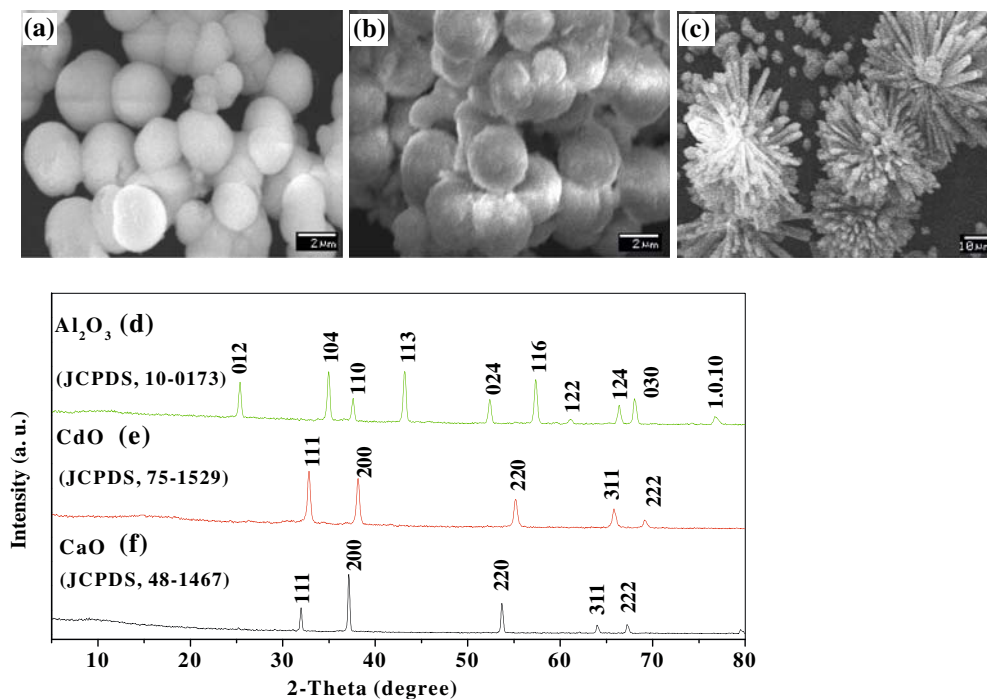 (a)
(b)
(c)
2μm
2μm
10μm
Al₂O₃ (d)
(JCPDS, 10-0173)
012
104
110
113
024
116
122
124
030
1.0.10
CdO (e)
(JCPDS, 75-1529)
111
200
220
311
222
CaO (f)
(JCPDS, 48-1467)
111
200
220
311
222
Intensity (a. u.)
10 20 30 40 50 60 70 80
2-Theta (degree)